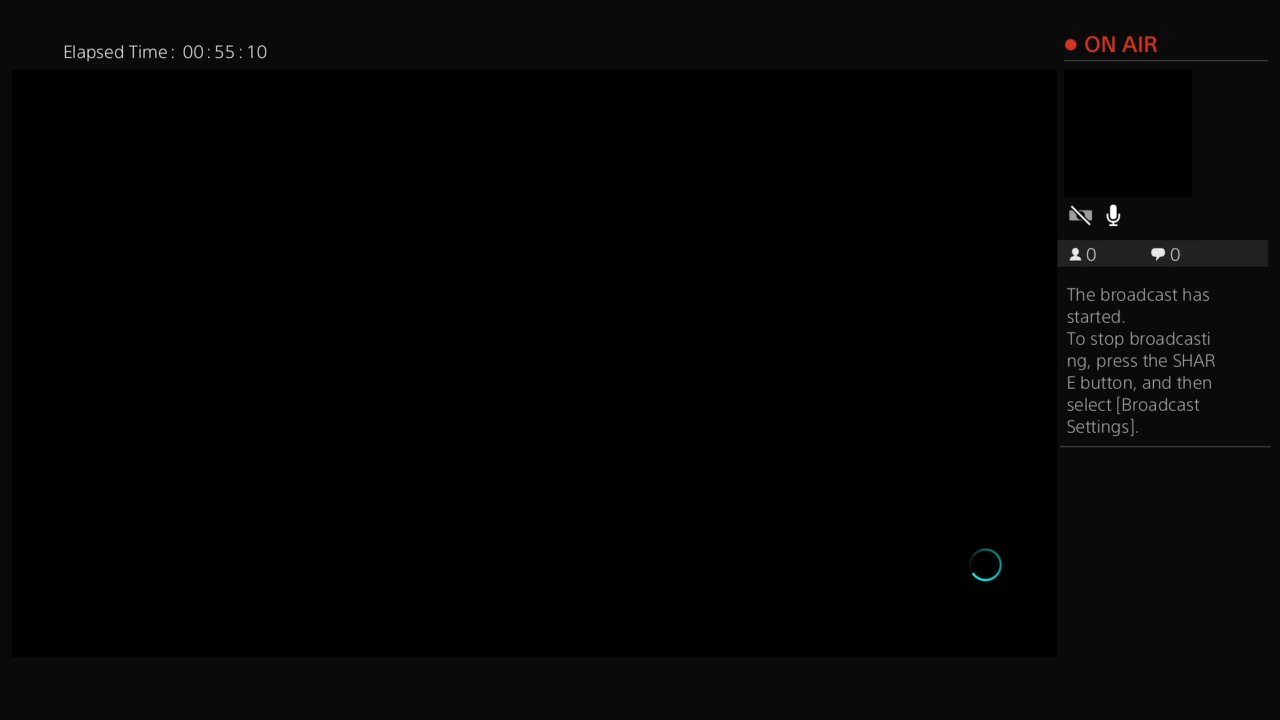 Elapsed Time: 00:55:10
ON AIR
0 0
The broadcast has
started.
To stop broadcasti
ng, press the SHAR
E button, and then
select [Broadcast
Settings].